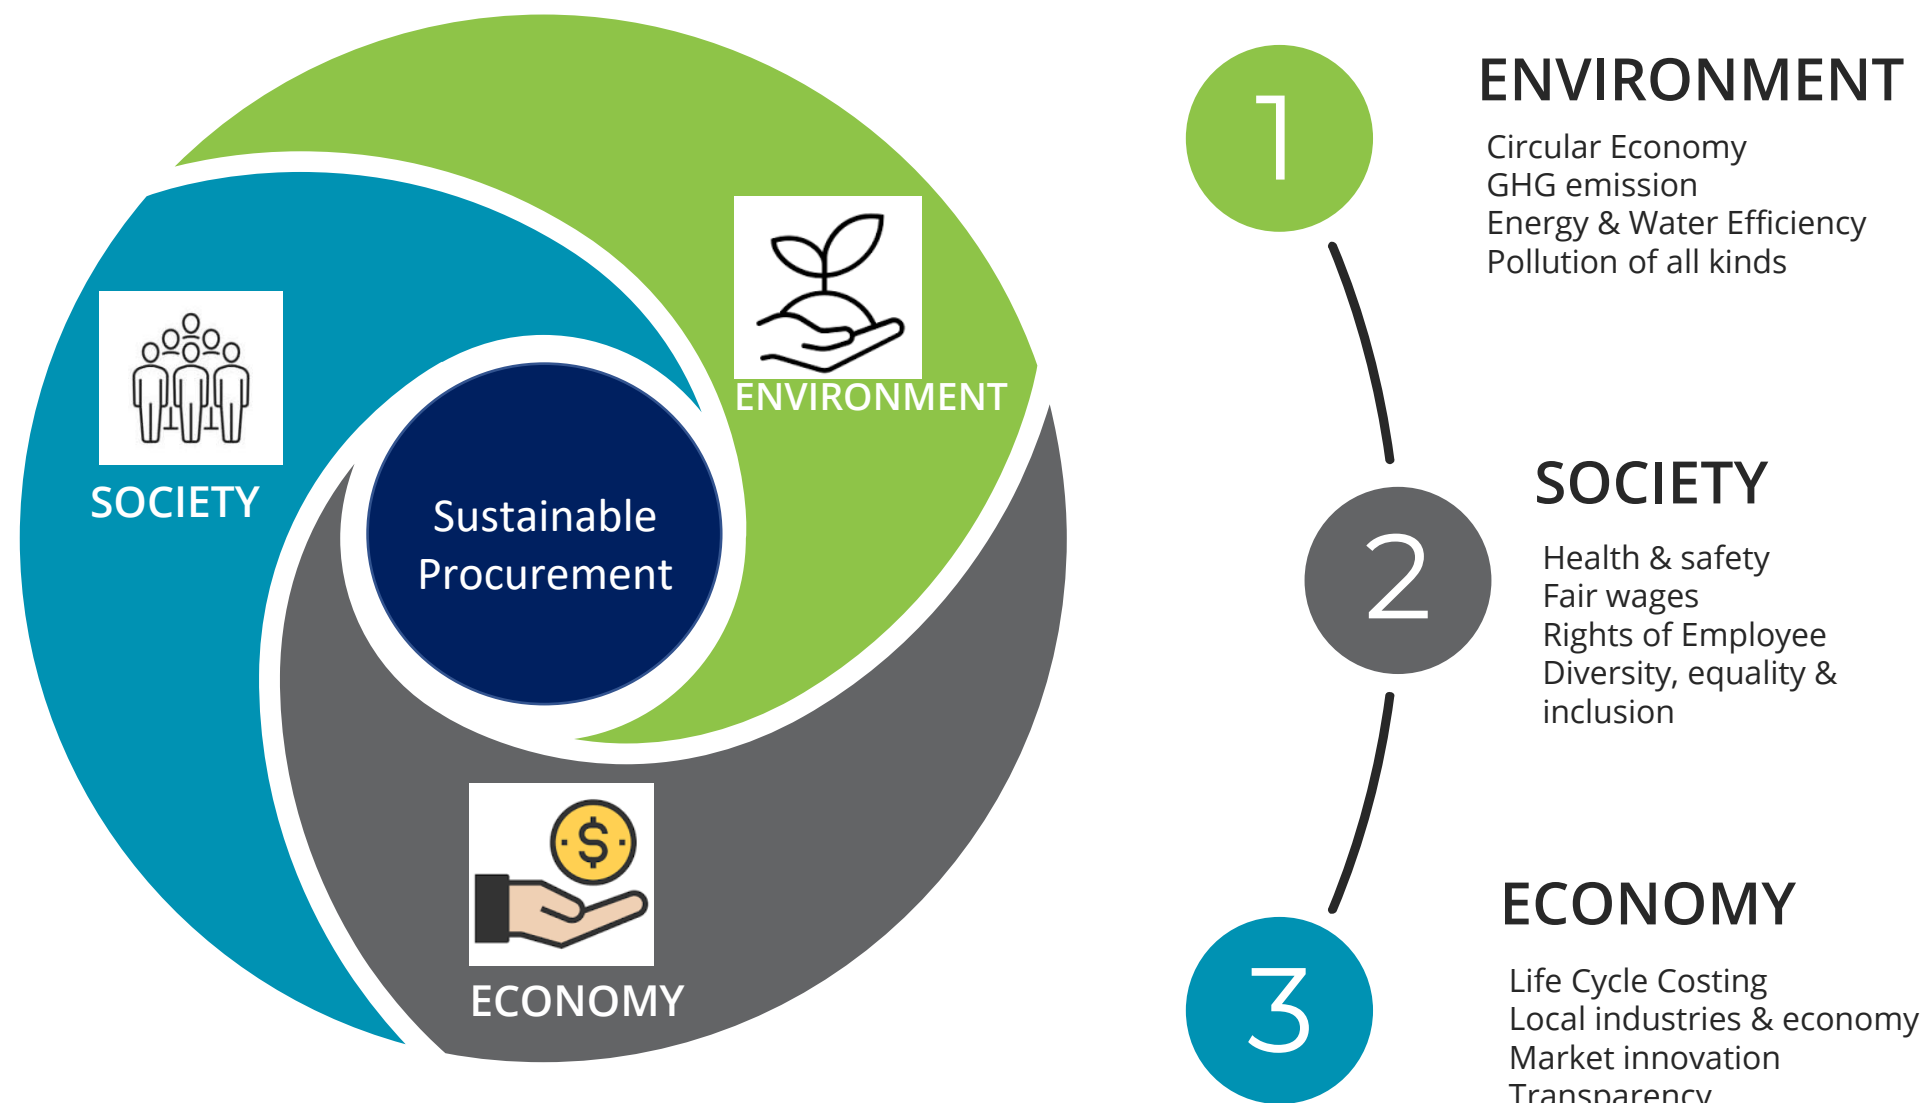 ENVIRONMENT
SOCIETY
Sustainable
Procurement
$
ECONOMY
1
ENVIRONMENT
Circular Economy
GHG emission
Energy & Water Efficiency
Pollution of all kinds
2
SOCIETY
Health & safety
Fair wages
Rights of Employee
Diversity, equality &
inclusion
3
ECONOMY
Life Cycle Costing
Local industries & economy
Market innovation
Transparency